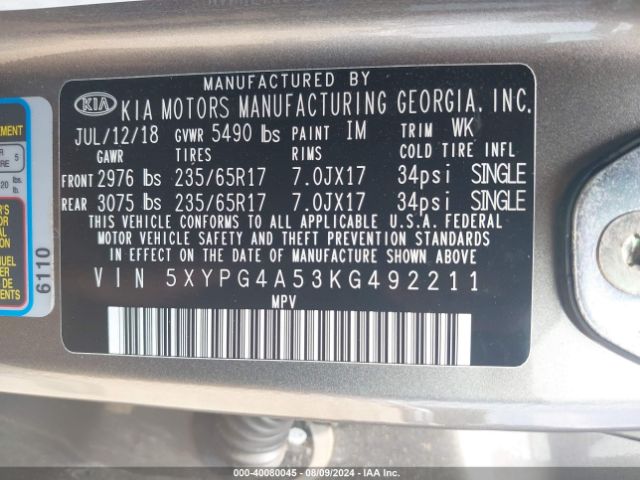 MANUFACTURED BY
KIA KIA MOTORS MANUFACTURING GEORGIA, INC.
JUL/12/18 GVWR 5490 lbs PAINT IM TRIM WK
GAWR TIRES RIMS COLD TIRE INFL.
FRONT 2976 lbs 235/65R17 7.0JX17 34psi SINGLE
REAR 3075 lbs 235/65R17 7.0JX17 34psi SINGLE
THIS VEHICLE CONFORMS TO ALL APPLICABLE U.S.A. FEDERAL
MOTOR VEHICLE SAFETY AND THEFT PREVENTION STANDARDS
IN EFFECT ON THE DATE OF MANUFACTURE SHOWN ABOVE
VIN 5XYPG4A53KG492211
MPV
6110
5
000-40080045 - 08/09/2024 - IAA Inc.